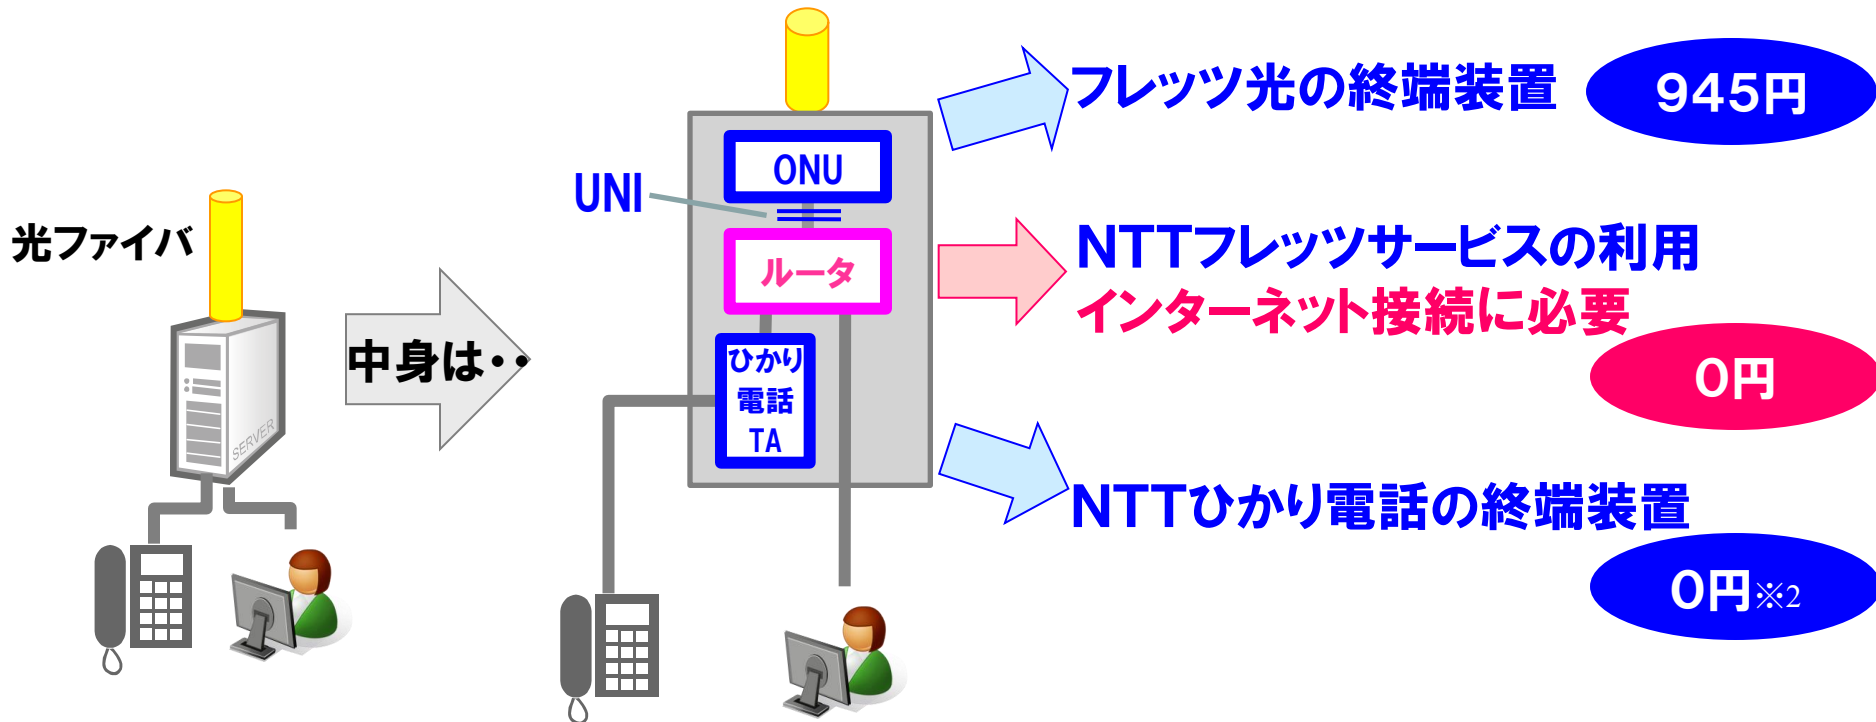 光ファイバ
SERVER
中身は・・
UNI
ONU
ルータ
ひかり
電話
TA
フレッツ光の終端装置
945円
NTTフレッツサービスの利用
インターネット接続に必要
0円
NTTひかり電話の終端装置
0円※2